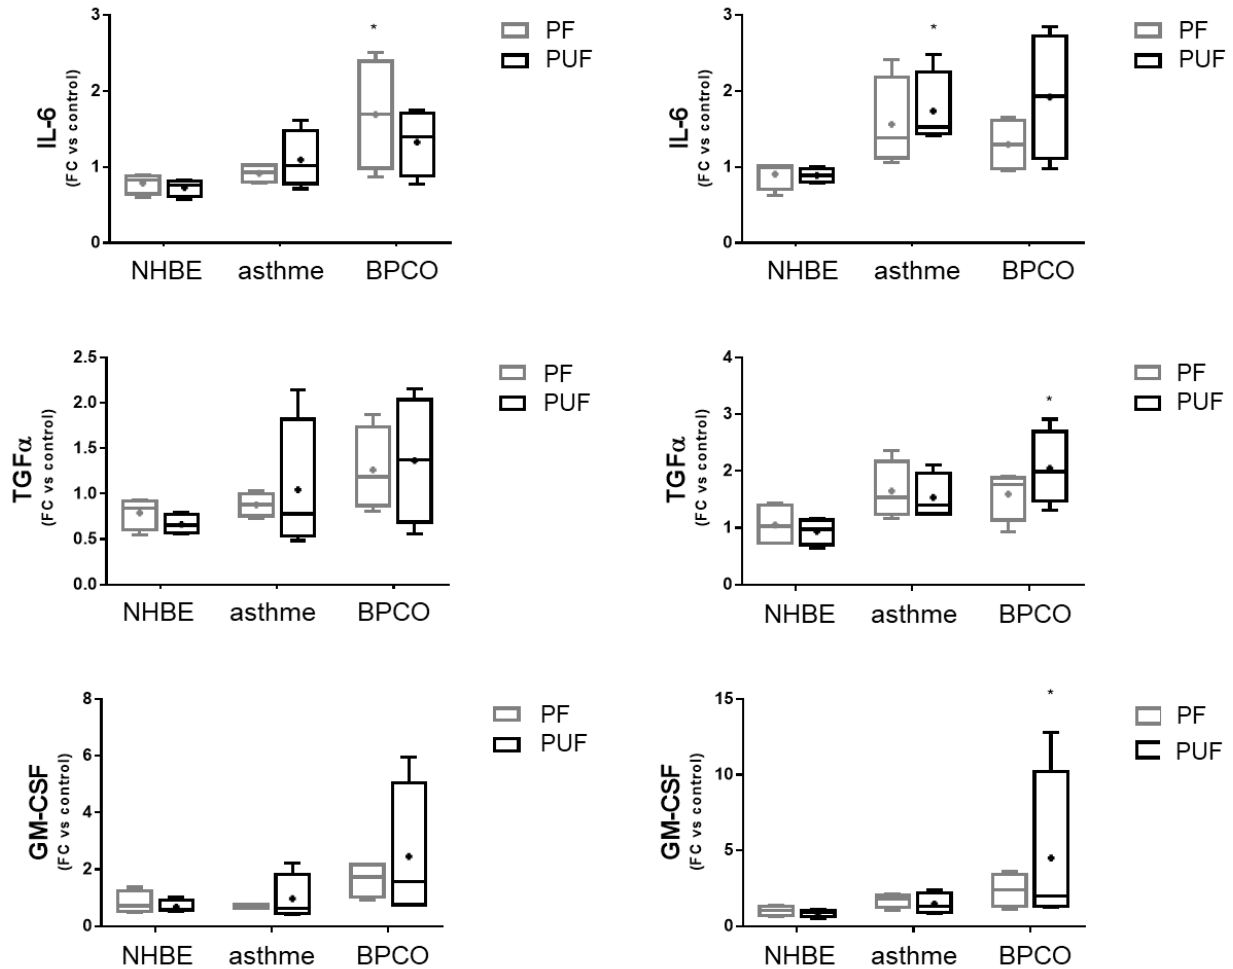 IL-6
(FC vs control)
3
2
1
0
*
NHBE
asthme
BPCO
PF
PUF
IL-6
(FC vs control)
3
2
1
0
*
NHBE
asthme
BPCO
PF
PUF
TGFα
(FC vs control)
2.5
2.0
1.5
1.0
0.5
0.0
NHBE
asthme
BPCO
PF
PUF
TGFα
(FC vs control)
4
3
2
1
0
*
NHBE
asthme
BPCO
PF
PUF
GM-CSF
(FC vs control)
8
6
4
2
0
NHBE
asthme
BPCO
PF
PUF
GM-CSF
(FC vs control)
15
10
5
0
*
NHBE
asthme
BPCO
PF
PUF